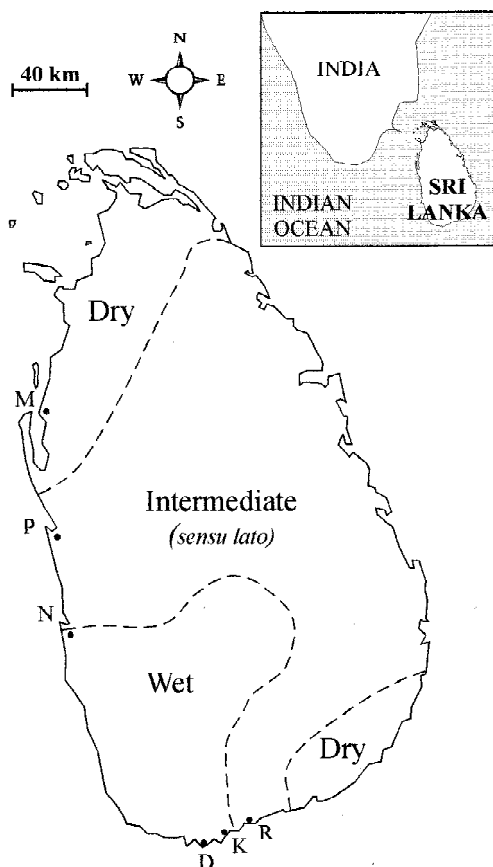 N
40 km
W E
S
INDIA
SRI
LANKA
INDIAN
OCEAN
Dry
M
Intermediate
(sensu lato)
P
N
Wet
Dry
R
K
D